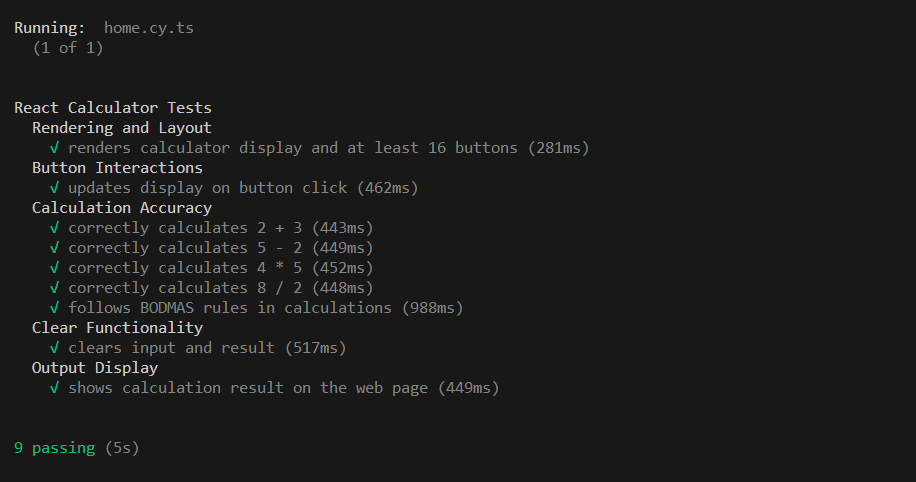 Running:  home.cy.ts
(1 of 1)
React Calculator Tests
Rendering and Layout
√ renders calculator display and at least 16 buttons (281ms)
Button Interactions
√ updates display on button click (462ms)
Calculation Accuracy
√ correctly calculates 2 + 3 (443ms)
√ correctly calculates 5 - 2 (449ms)
√ correctly calculates 4 * 5 (452ms)
√ correctly calculates 8 / 2 (448ms)
√ follows BODMAS rules in calculations (988ms)
Clear Functionality
√ clears input and result (517ms)
Output Display
√ shows calculation result on the web page (449ms)
9 passing (5s)